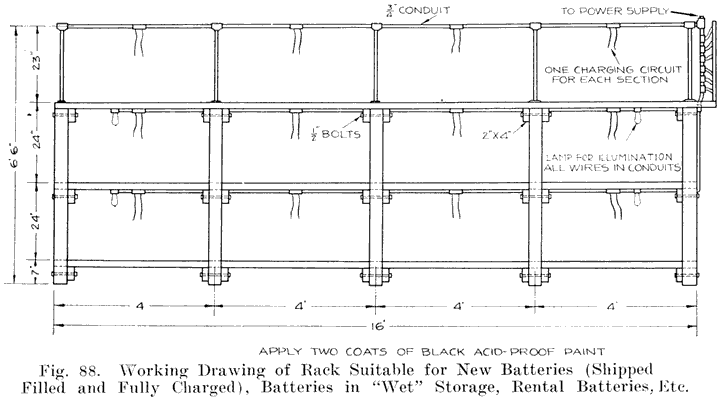 3/4" CONDUIT
TO POWER SUPPLY
23"
ONE CHARGING CIRCUIT
FOR EACH SECTION
6'6"
24"
1/2" BOLTS
2"X4"
LAMP FOR ILLUMINATION
ALL WIRES IN CONDUITS
24"
7"
4 4' 4' 4'
16'
APPLY TWO COATS OF BLACK ACID-PROOF PAINT
Fig. 88. Working Drawing of Rack Suitable for New Batteries (Shipped
Filled and Fully Charged), Batteries in “Wet” Storage, Rental Batteries, Etc.